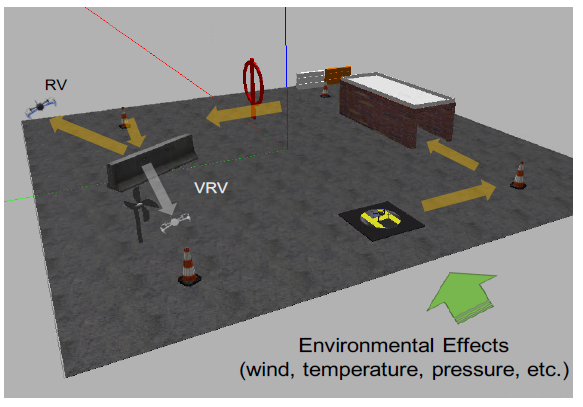 RV
VRV
Environmental Effects
(wind, temperature, pressure, etc.)